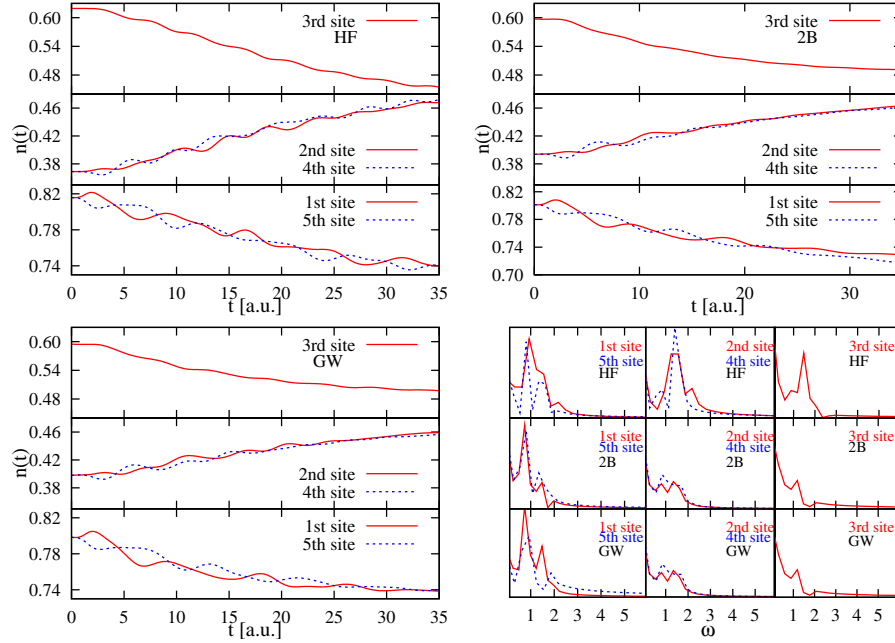 0.60
0.54
0.48
3rd site
HF
n(t)
0.46
0.42
0.38
2nd site
4th site
0.82
0.78
0.74
1st site
5th site
0 5 10 15 20 25 30 35
t [a.u.]
0.60
0.54
0.48
3rd site
2B
n(t)
0.46
0.42
0.38
2nd site
4th site
0.82
0.78
0.74
0.70
1st site
5th site
0 10 20 30
t [a.u.]
0.60
0.54
0.48
3rd site
GW
n(t)
0.46
0.42
0.38
2nd site
4th site
0.82
0.78
0.74
1st site
5th site
0 5 10 15 20 25 30 35
t [a.u.]
1st site
5th site
HF
2nd site
4th site
HF
3rd site
HF
1st site
5th site
2B
2nd site
4th site
2B
3rd site
2B
1st site
5th site
GW
2nd site
4th site
GW
3rd site
GW
1 2 3 4 5 1 2 3 4 5 1 2 3 4 5
ω